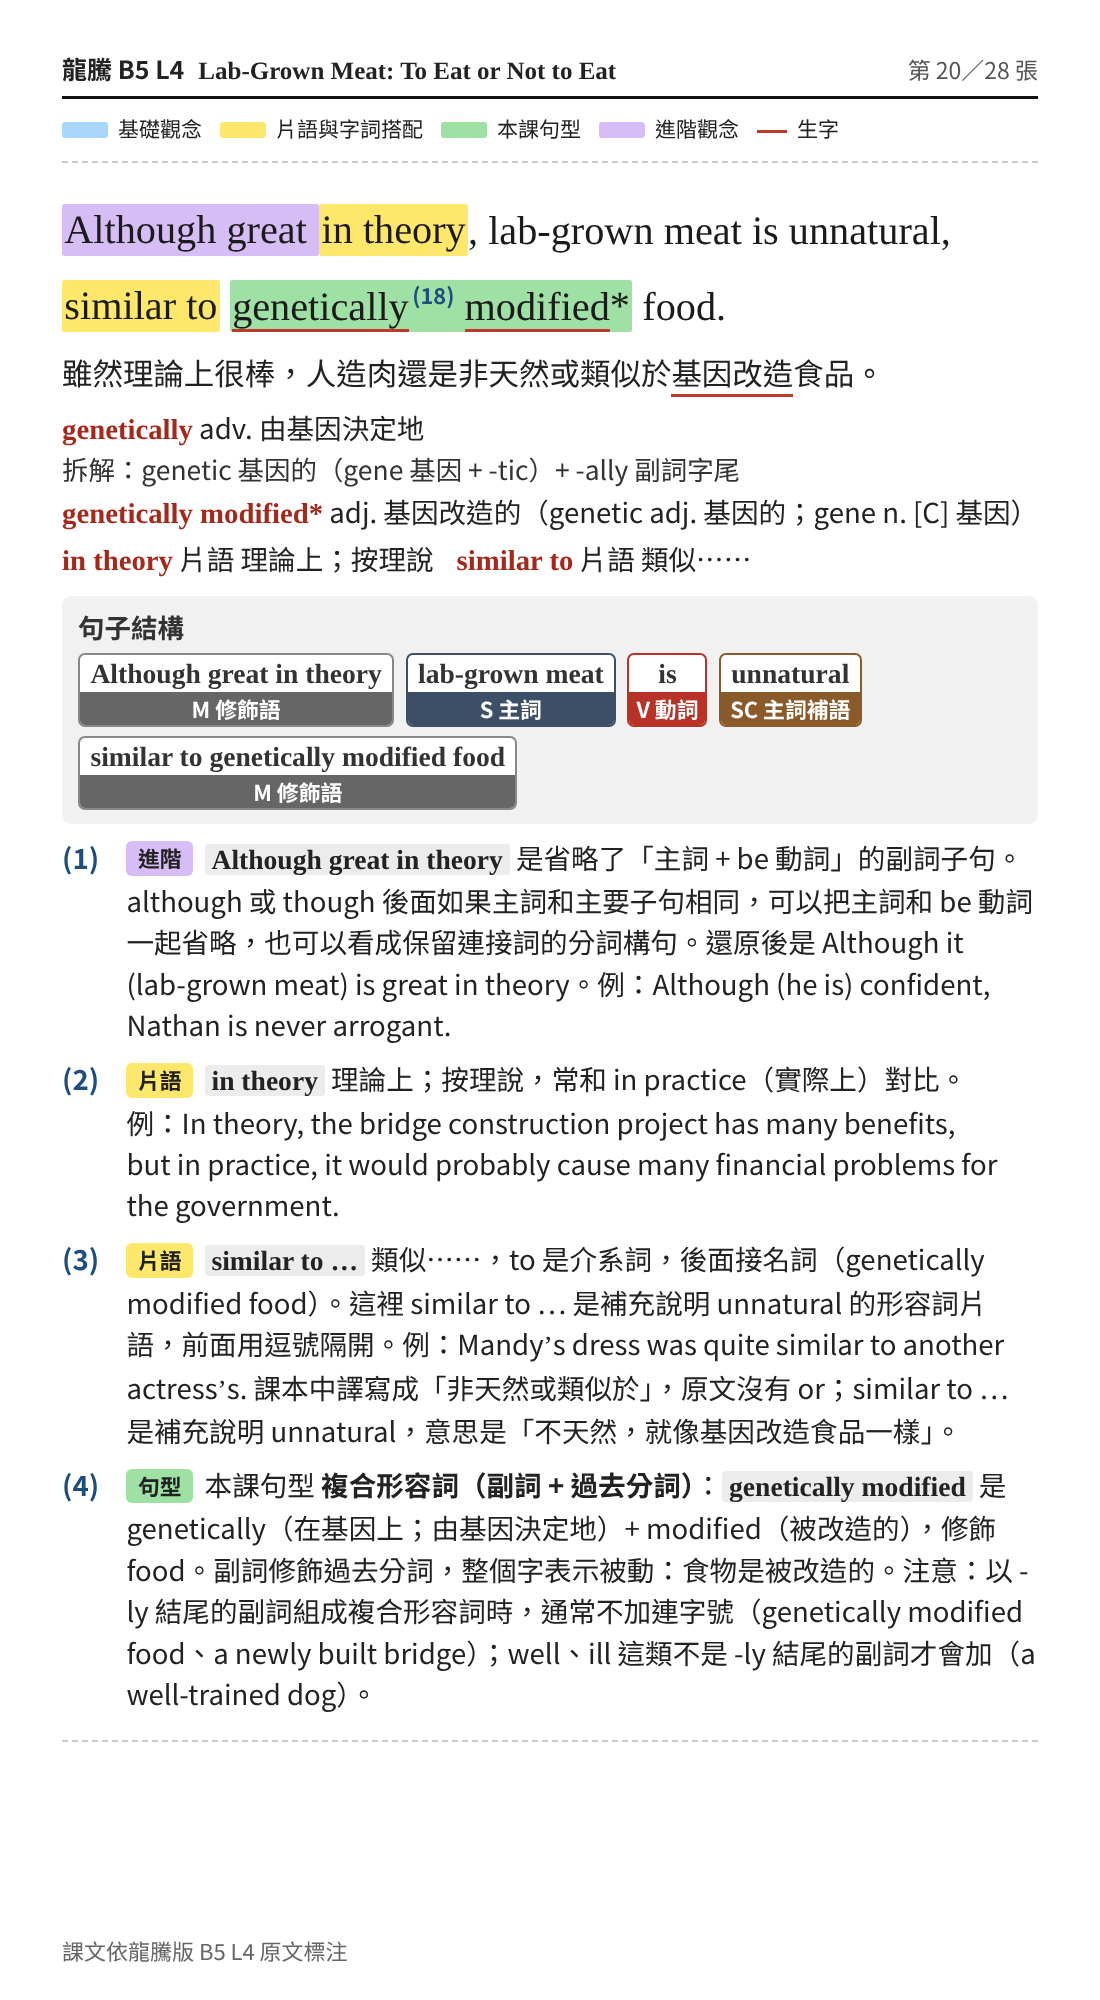 龍騰 B5 L4 Lab-Grown Meat: To Eat or Not to Eat 第 20／28 張
基礎觀念 片語與字詞搭配 本課句型 進階觀念 生字
Although great in theory, lab-grown meat is unnatural,
similar to genetically(18) modified* food.
雖然理論上很棒，人造肉還是非天然或類似於基因改造食品。
genetically adv. 由基因決定地
拆解：genetic 基因的（gene 基因 + -tic）+ -ally 副詞字尾
genetically modified* adj. 基因改造的（genetic adj. 基因的；gene n. [C] 基因）
in theory 片語 理論上；按理說 similar to 片語 類似……
句子結構
Although great in theory lab-grown meat is unnatural
M 修飾語 S 主詞 V 動詞 SC 主詞補語
similar to genetically modified food
M 修飾語
(1) 進階 Although great in theory 是省略了「主詞 + be 動詞」的副詞子句。
although 或 though 後面如果主詞和主要子句相同，可以把主詞和 be 動詞
一起省略，也可以看成保留連接詞的分詞構句。還原後是 Although it
(lab-grown meat) is great in theory。例：Although (he is) confident,
Nathan is never arrogant.
(2) 片語 in theory 理論上；按理說，常和 in practice（實際上）對比。
例：In theory, the bridge construction project has many benefits,
but in practice, it would probably cause many financial problems for
the government.
(3) 片語 similar to … 類似……，to 是介系詞，後面接名詞（genetically
modified food）。這裡 similar to … 是補充說明 unnatural 的形容詞片
語，前面用逗號隔開。例：Mandy’s dress was quite similar to another
actress’s. 課本中譯寫成「非天然或類似於」，原文沒有 or；similar to …
是補充說明 unnatural，意思是「不天然，就像基因改造食品一樣」。
(4) 句型 本課句型 複合形容詞（副詞 + 過去分詞）：genetically modified 是
genetically（在基因上；由基因決定地）+ modified（被改造的），修飾
food。副詞修飾過去分詞，整個字表示被動：食物是被改造的。注意：以 -
ly 結尾的副詞組成複合形容詞時，通常不加連字號（genetically modified
food、a newly built bridge）；well、ill 這類不是 -ly 結尾的副詞才會加（a
well-trained dog）。
課文依龍騰版 B5 L4 原文標注